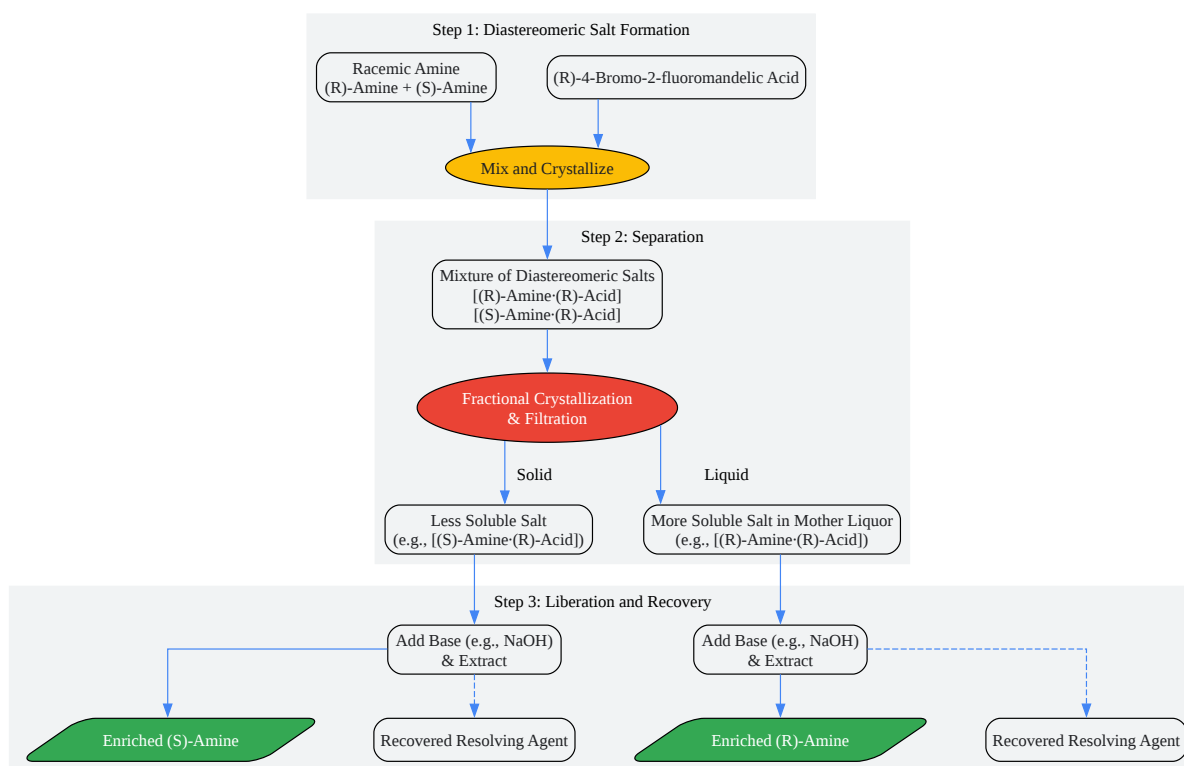 Step 1: Diastereomeric Salt Formation
Racemic Amine
(R)-Amine + (S)-Amine
(R)-4-Bromo-2-fluoromandelic Acid
Mix and Crystallize
Step 2: Separation
Mixture of Diastereomeric Salts
[(R)-Amine·(R)-Acid]
[(S)-Amine·(R)-Acid]
Fractional Crystallization
& Filtration
Solid
Liquid
Less Soluble Salt
(e.g., [(S)-Amine·(R)-Acid])
More Soluble Salt in Mother Liquor
(e.g., [(R)-Amine·(R)-Acid])
Step 3: Liberation and Recovery
Add Base (e.g., NaOH)
& Extract
Add Base (e.g., NaOH)
& Extract
Enriched (S)-Amine
Recovered Resolving Agent
Enriched (R)-Amine
Recovered Resolving Agent